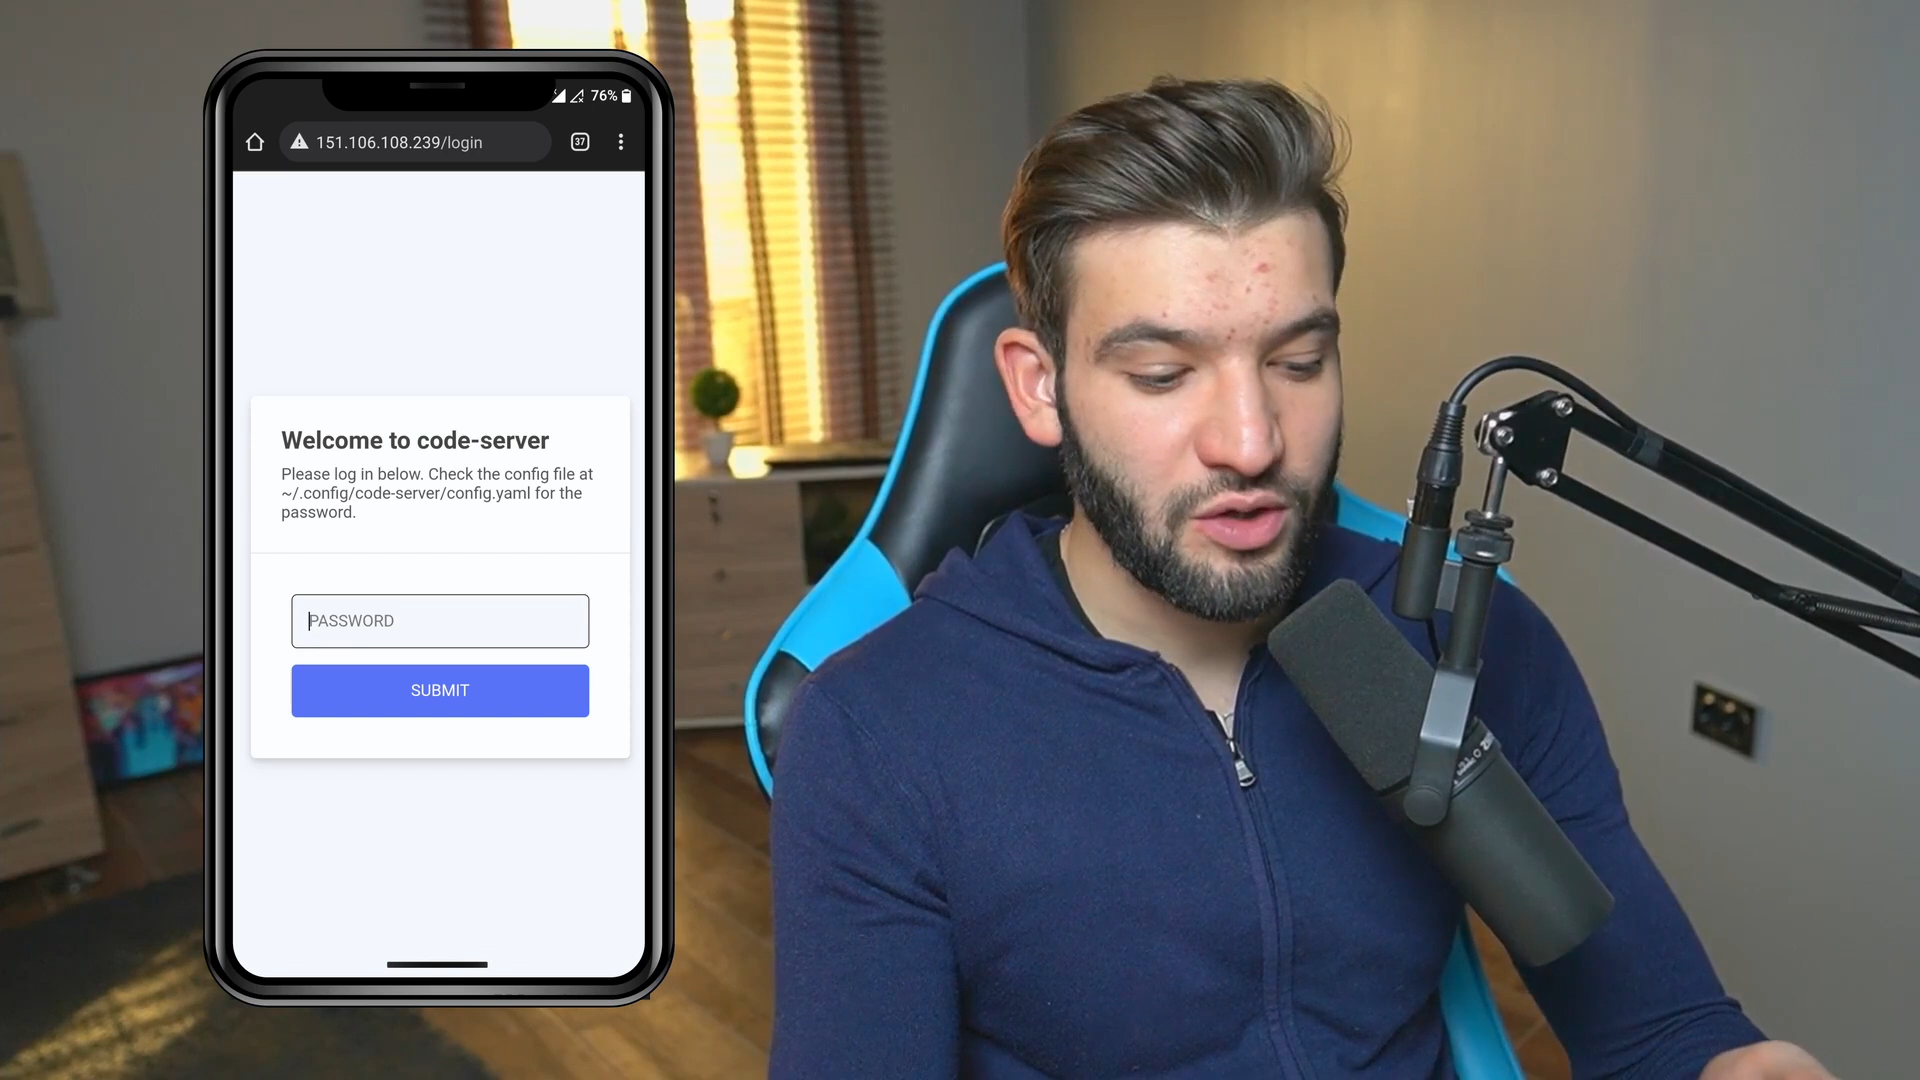 76%
151.106.108.239/login
37
Welcome to code-server
Please log in below. Check the config file at
~/.config/code-server/config.yaml for the
password.
PASSWORD
SUBMIT